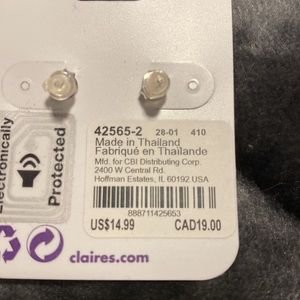 Electronically
Protected
42565-2 28-01 410
Made in Thailand
Fabriqué en Thaïlande
Mfd. for CBI Distributing Corp.
2400 W Central Rd.
Hoffman Estates, IL 60192 USA
888711425653
US$14.99 CAD19.00
claires.com